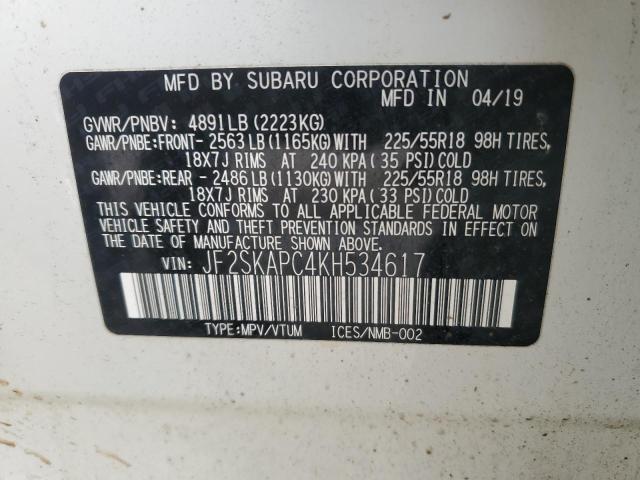 MFD BY SUBARU CORPORATION
MFD IN 04/19
GVWR/PNBV: 4891LB(2223KG)
GAWR/PNBE:FRONT- 2563LB(1165KG)WITH 225/55R18 98H TIRES,
18X7J RIMS AT 240 KPA( 35 PSI)COLD
GAWR/PNBE:REAR - 2486LB(1130KG)WITH 225/55R18 98H TIRES,
18X7J RIMS AT 230 KPA( 33 PSI)COLD
THIS VEHICLE CONFORMS TO ALL APPLICABLE FEDERAL MOTOR
VEHICLE SAFETY AND THEFT PREVENTION STANDARDS IN EFFECT
ON THE DATE OF MANUFACTURE SHOWN ABOVE.
VIN: JF2SKAPC4KH534617
TYPE:MPV/VTUM ICES/NMB-002